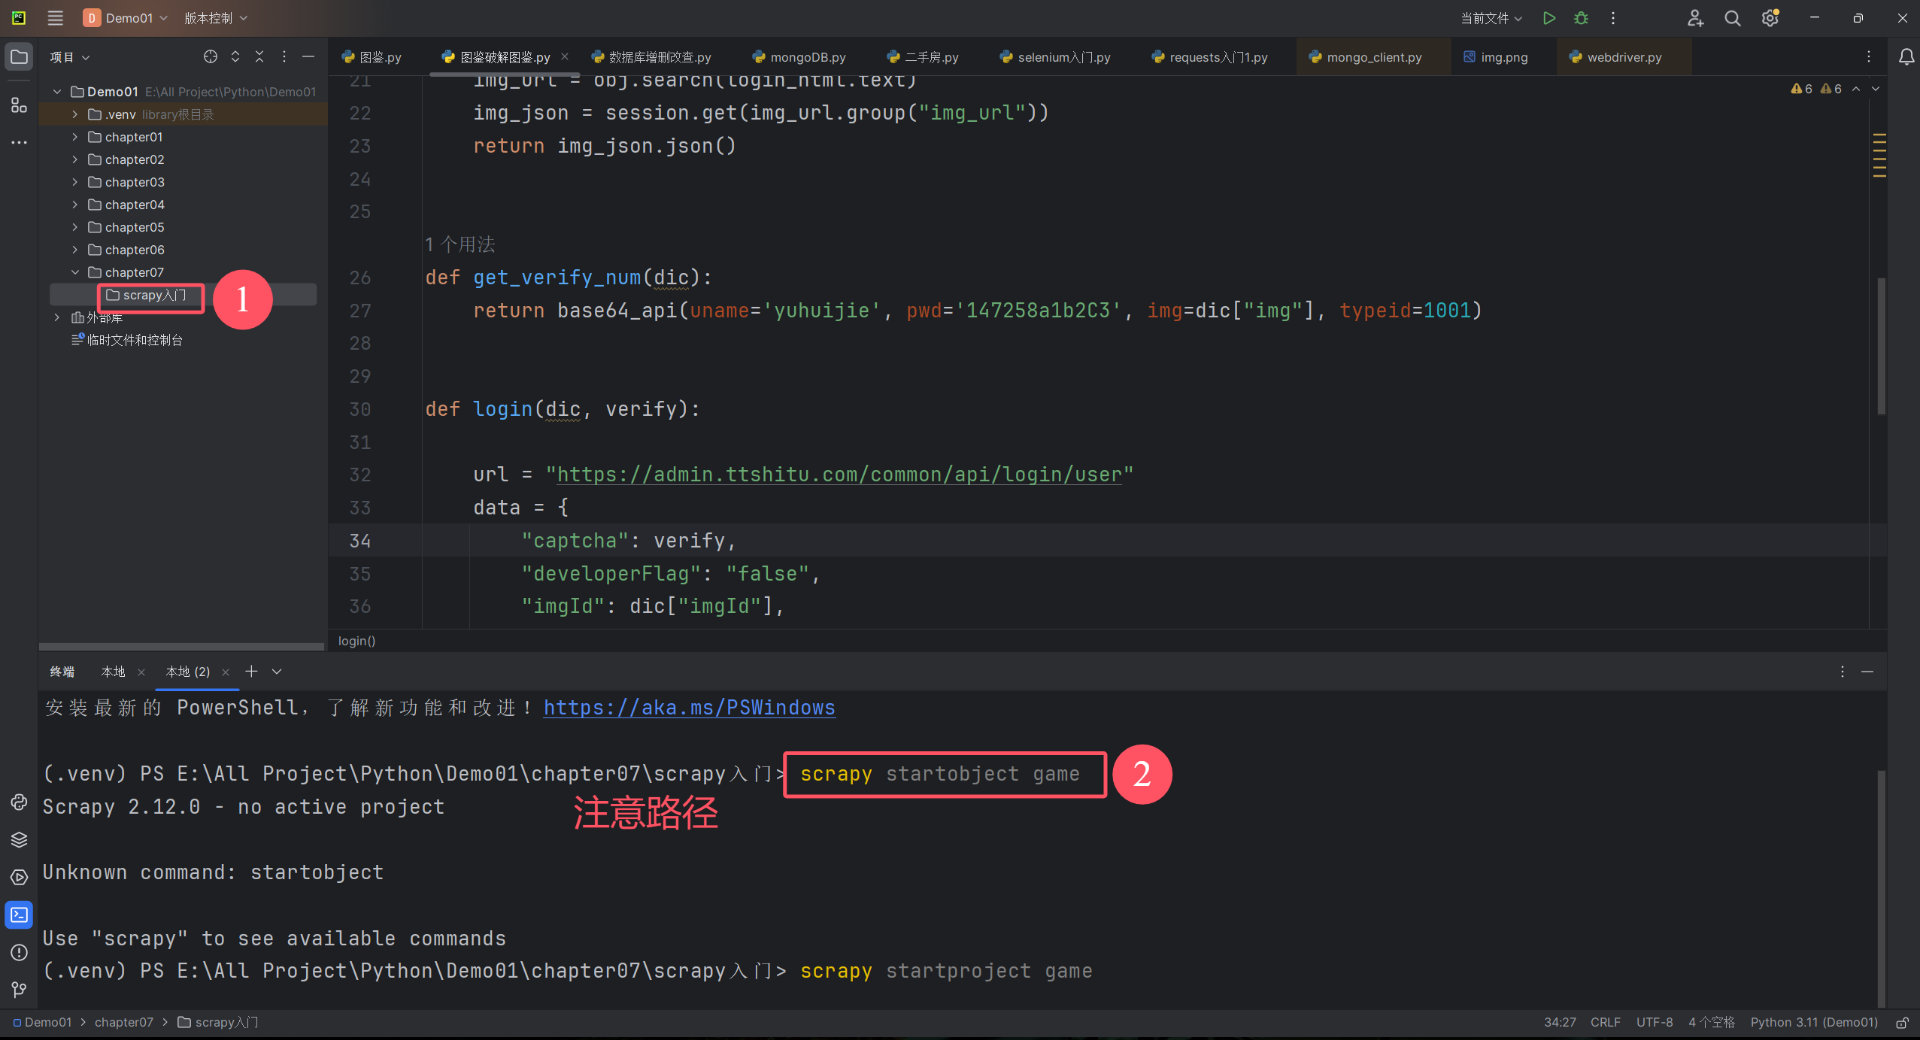 D Demo01 版本控制 当前文件
项目
图鉴.py 图鉴破解图鉴.py 数据库增删改查.py mongoDB.py 二手房.py selenium入门.py requests入门1.py mongo_client.py img.png webdriver.py
Demo01 E:\All Project\Python\Demo01
.venv library根目录
chapter01
chapter02
chapter03
chapter04
chapter05
chapter06
chapter07
scrapy入门
1
外部库
临时文件和控制台
6 6
21 img_url = obj.search(login_html.text)
22 img_json = session.get(img_url.group("img_url"))
23 return img_json.json()
24
25
1 个用法
26 def get_verify_num(dic):
27 return base64_api(uname='yuhuijie', pwd='147258a1b2C3', img=dic["img"], typeid=1001)
28
29
30 def login(dic, verify):
31
32 url = "https://admin.ttshitu.com/common/api/login/user"
33 data = {
34 "captcha": verify,
35 "developerFlag": "false",
36 "imgId": dic["imgId"],
login()
终端 本地 本地 (2)
安装最新的 PowerShell，了解新功能和改进！https://aka.ms/PSWindows
(.venv) PS E:\All Project\Python\Demo01\chapter07\scrapy入门> scrapy startobject game
2
Scrapy 2.12.0 - no active project
注意路径
Unknown command: startobject
Use "scrapy" to see available commands
(.venv) PS E:\All Project\Python\Demo01\chapter07\scrapy入门> scrapy startproject game
Demo01 > chapter07 > scrapy入门
34:27 CRLF UTF-8 4 个空格 Python 3.11 (Demo01)